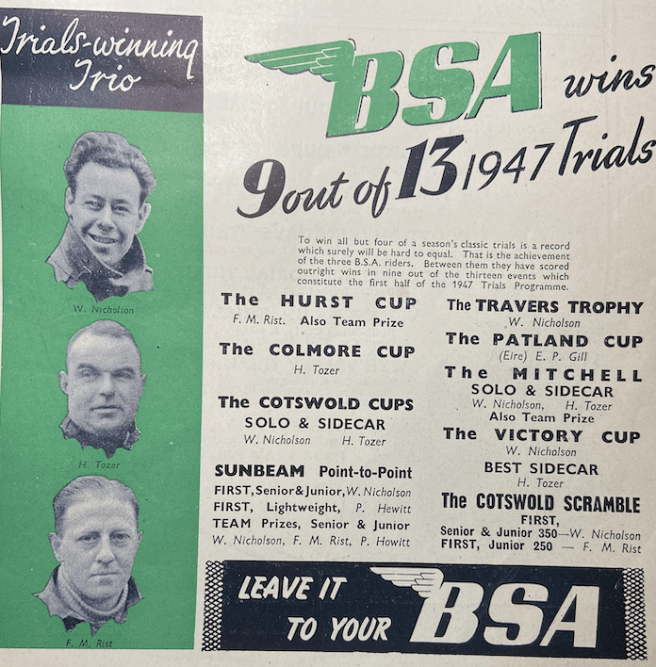 Trials-winning
Trio
W. Nicholson
H. Tozer
F. M. Rist
BSA wins
9 out of 13 1947 Trials
To win all but four of a season's classic trials is a record
which surely will be hard to equal. That is the achievement
of the three B.S.A. riders. Between them they have scored
outright wins in nine out of the thirteen events which
constitute the first half of the 1947 Trials Programme.
The HURST CUP
F. M. Rist. Also Team Prize
The COLMORE CUP
H. Tozer
The COTSWOLD CUPS
SOLO & SIDECAR
W. Nicholson H. Tozer
SUNBEAM Point-to-Point
FIRST, Senior & Junior, W. Nicholson
FIRST, Lightweight, P. Hewitt
TEAM Prizes, Senior & Junior
W. Nicholson, F. M. Rist, P. Howitt
The TRAVERS TROPHY
W. Nicholson
The PATLAND CUP
(Eire) E. P. Gill
The MITCHELL
SOLO & SIDECAR
W. Nicholson, H. Tozer
Also Team Prize
The VICTORY CUP
W. Nicholson
BEST SIDECAR
H. Tozer
The COTSWOLD SCRAMBLE
FIRST,
Senior & Junior 350—W. Nicholson
FIRST, Junior 250 — F. M. Rist
LEAVE IT
TO YOUR BSA